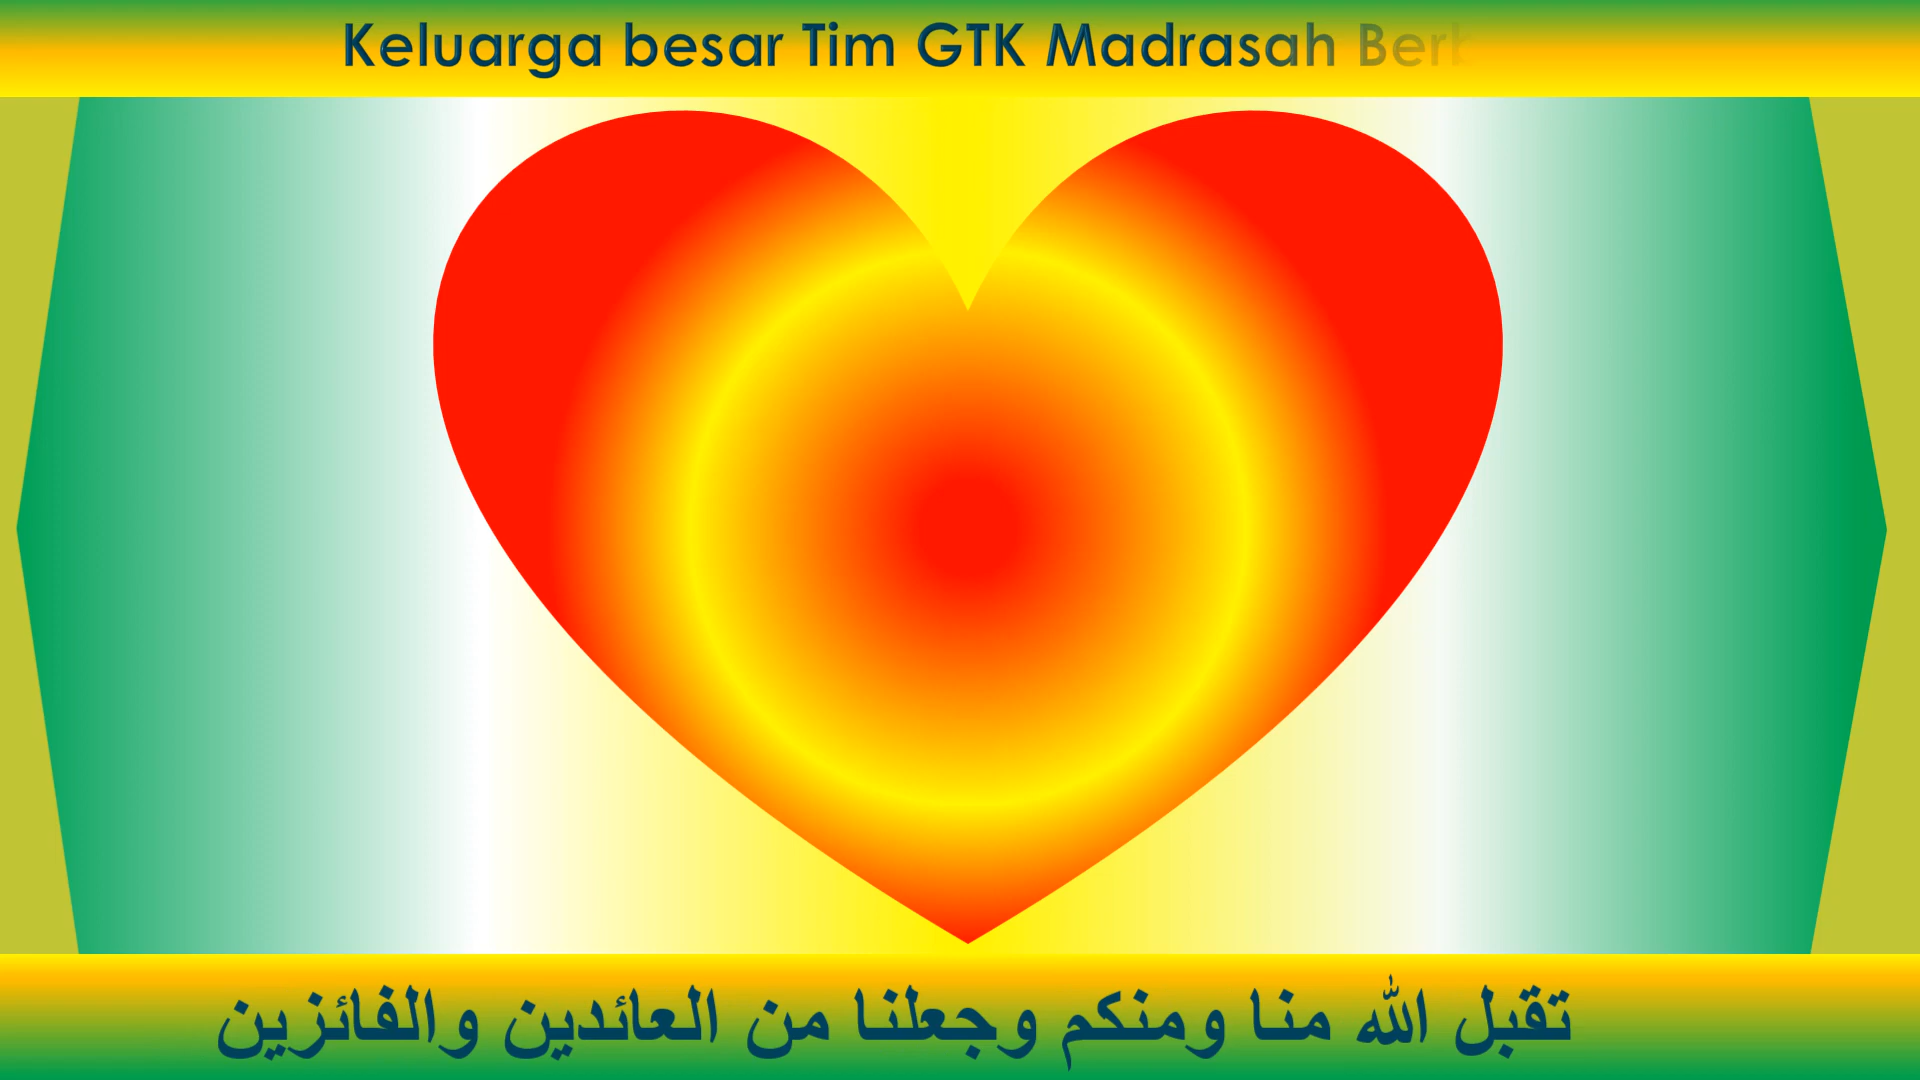 Keluarga besar Tim GTK Madrasah
تقبل الله منا ومنكم وجعلنا من العائدين والفائزين